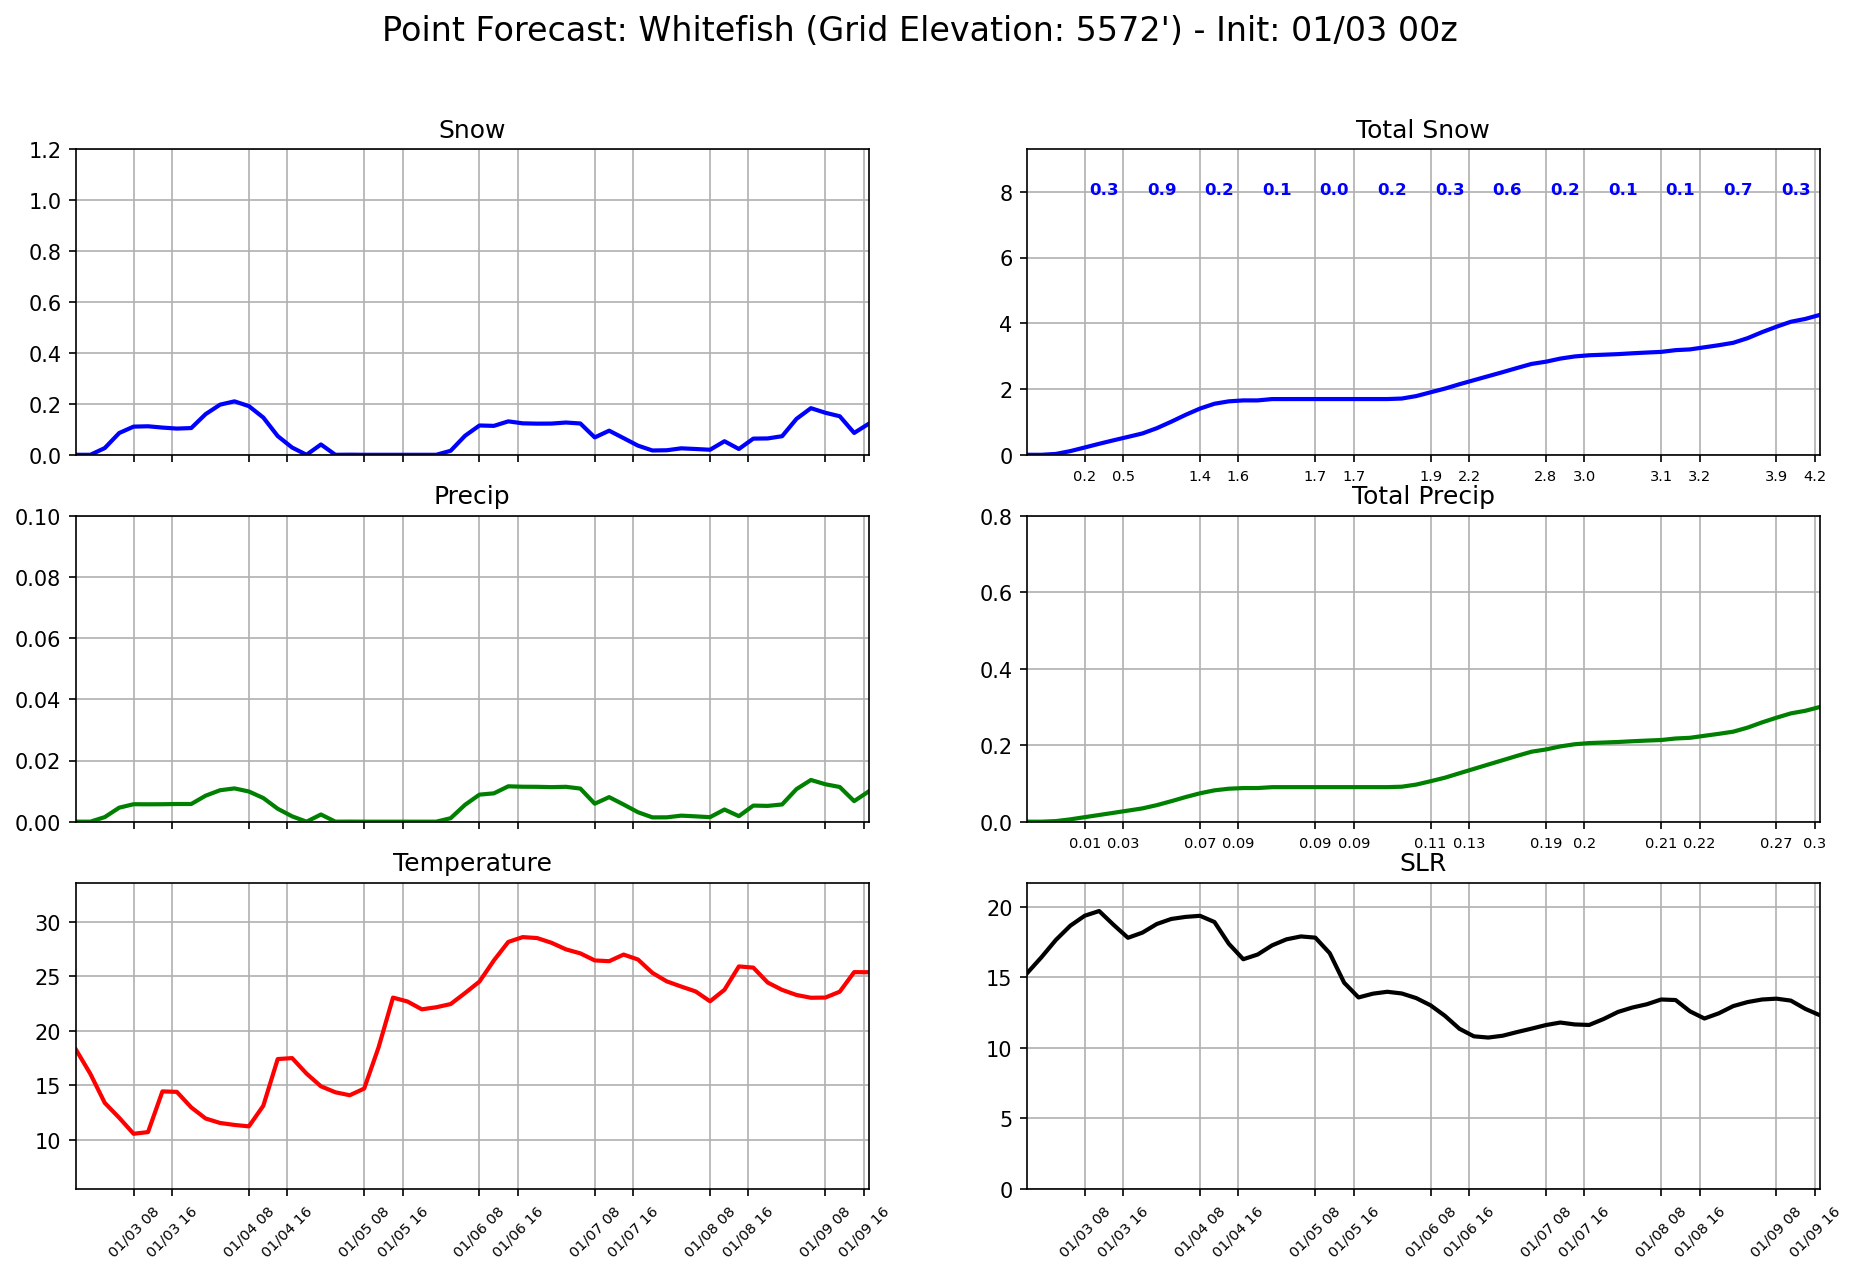 Point Forecast: Whitefish (Grid Elevation: 5572') - Init: 01/03 00z
Snow
1.2
1.0
0.8
0.6
0.4
0.2
0.0
Total Snow
0.3 0.9 0.2 0.1 0.0 0.2 0.3 0.6 0.2 0.1 0.1 0.7 0.3
8
6
4
2
0
0.2 0.5 1.4 1.6 1.7 1.7 1.9 2.2 2.8 3.0 3.1 3.2 3.9 4.2
Precip
0.10
0.08
0.06
0.04
0.02
0.00
Total Precip
0.8
0.6
0.4
0.2
0.0
0.01 0.03 0.07 0.09 0.09 0.09 0.11 0.13 0.19 0.2 0.21 0.22 0.27 0.3
Temperature
30
25
20
15
10
01/03 08 01/03 16 01/04 08 01/04 16 01/05 08 01/05 16 01/06 08 01/06 16 01/07 08 01/07 16 01/08 08 01/08 16 01/09 08 01/09 16
SLR
20
15
10
5
0
01/03 08 01/03 16 01/04 08 01/04 16 01/05 08 01/05 16 01/06 08 01/06 16 01/07 08 01/07 16 01/08 08 01/08 16 01/09 08 01/09 16